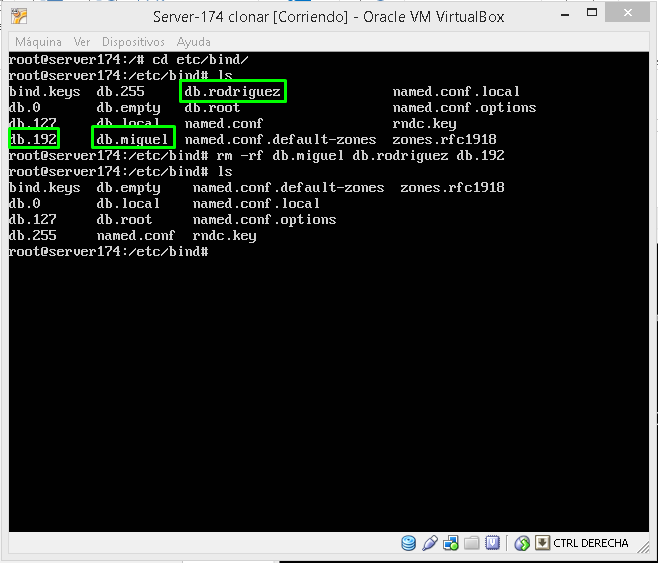 Server-174 clonar [Corriendo] - Oracle VM VirtualBox
Máquina Ver Dispositivos Ayuda
root@server174:/# cd etc/bind/
root@server174:/etc/bind# ls
bind.keys db.255 db.rodriguez named.conf.local
db.0 db.empty db.root named.conf.options
db.127 db.local named.conf rndc.key
db.192 db.miguel named.conf.default-zones zones.rfc1918
root@server174:/etc/bind# rm -rf db.miguel db.rodriguez db.192
root@server174:/etc/bind# ls
bind.keys db.empty named.conf.default-zones zones.rfc1918
db.0 db.local named.conf.local
db.127 db.root named.conf.options
db.255 named.conf rndc.key
root@server174:/etc/bind#
CTRL DERECHA